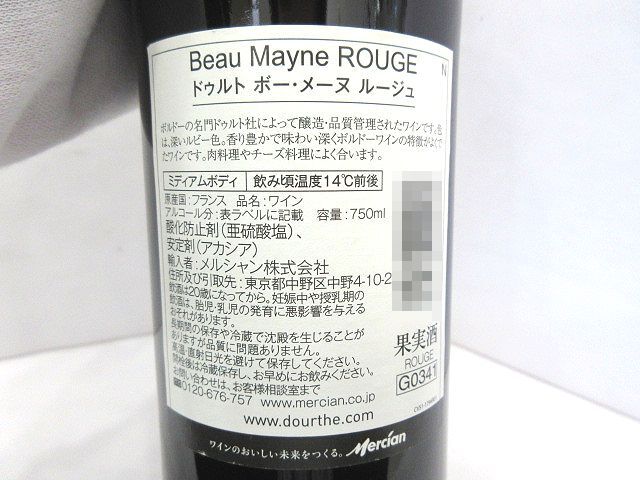 Beau Mayne ROUGE
N
ドゥルト ボー・メーヌ ルージュ
ボルドーの名門ドゥルト社によって醸造・品質管理されたワインです。色
は、深いルビー色。香り豊かで味わい深くボルドーワインの特徴がよくで
たワインです。肉料理やチーズ料理によく合います。
ミディアムボディ 飲み頃温度14℃前後
原産国：フランス 品名：ワイン
アルコール分：表ラベルに記載 容量：750ml
酸化防止剤（亜硫酸塩）、
安定剤（アカシア）
輸入者：メルシャン株式会社
住所及び引取先：東京都中野区中野4-10-2
飲酒は20歳になってから。妊娠中や授乳期の
飲酒は、胎児・乳児の発育に悪影響を与える
おそれがあります。
長期間の保存や冷蔵で沈殿を生じることが
ありますが品質に問題ありません。
高温・直射日光を避けて保存してください。
開栓後は冷蔵保存し、お早めにお飲みください。
お問い合わせは、お客様相談室まで
0120-676-757 www.mercian.co.jp
www.dourthe.com
果実酒
ROUGE
G0341
ワインのおいしい未来をつくる。 Mercian